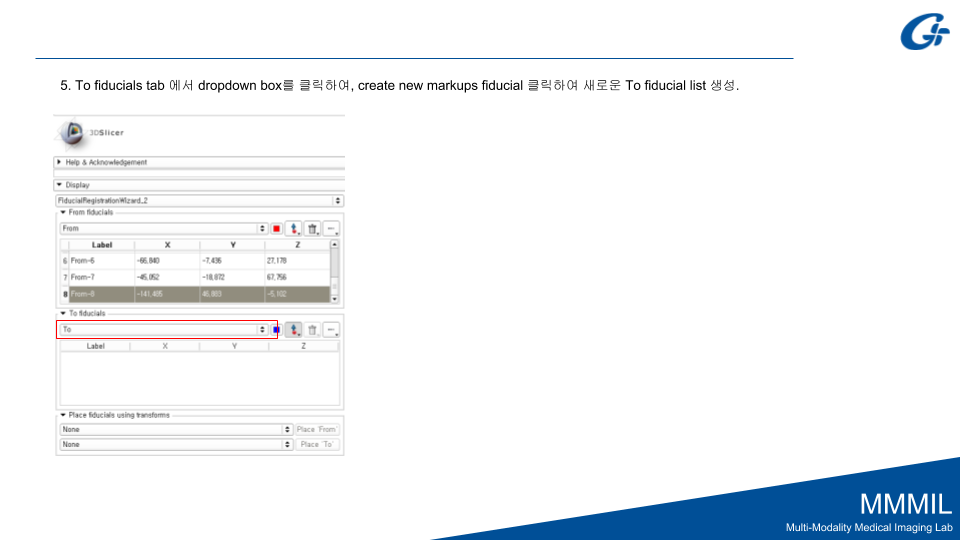 5. To fiducials tab 에서 dropdown box를 클릭하여, create new markups fiducial 클릭하여 새로운 To fiducial list 생성.
3DSlicer
Help & Acknowledgement
Display
FiducialRegistrationWizard_2
From fiducials
From
Label X Y Z
6 From-6 -66,840 -7,436 27,178
7 From-7 -45,052 -18,872 67,756
8 From-8 -141,485 46,883 -5,102
To fiducials
To
Label X Y Z
Place fiducials using transforms
None Place 'From'
None Place 'To'
MMMIL
Multi-Modality Medical Imaging Lab